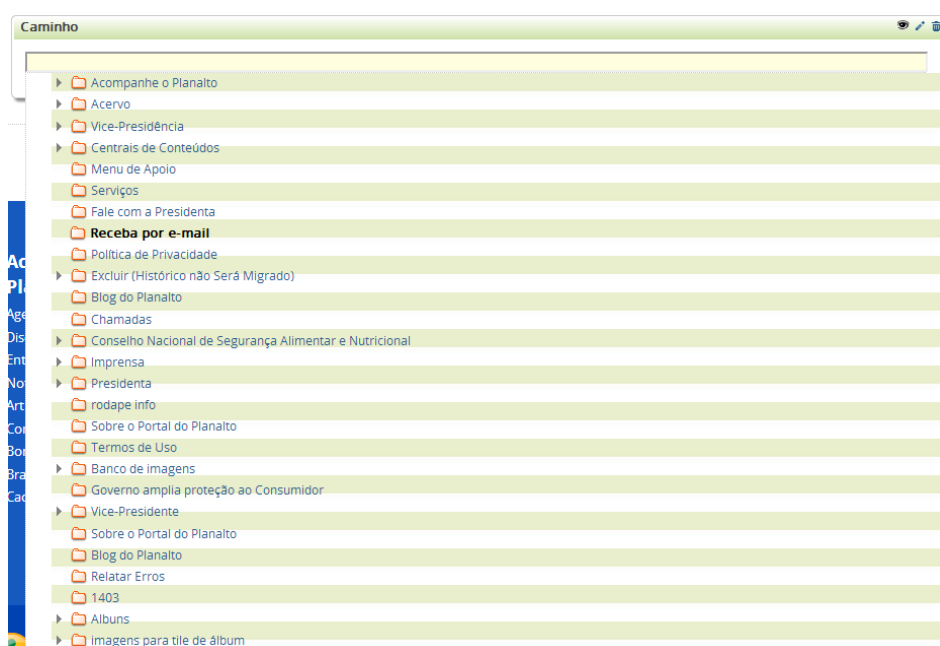 Caminho
Acompanhe o Planalto
Acervo
Vice-Presidência
Centrais de Conteúdos
Menu de Apoio
Serviços
Fale com a Presidenta
Receba por e-mail
Política de Privacidade
Excluir (Histórico não Será Migrado)
Blog do Planalto
Chamadas
Conselho Nacional de Segurança Alimentar e Nutricional
Imprensa
Presidenta
rodape info
Sobre o Portal do Planalto
Termos de Uso
Banco de imagens
Governo amplia proteção ao Consumidor
Vice-Presidente
Sobre o Portal do Planalto
Blog do Planalto
Relatar Erros
1403
Albuns
imagens para tile de álbum